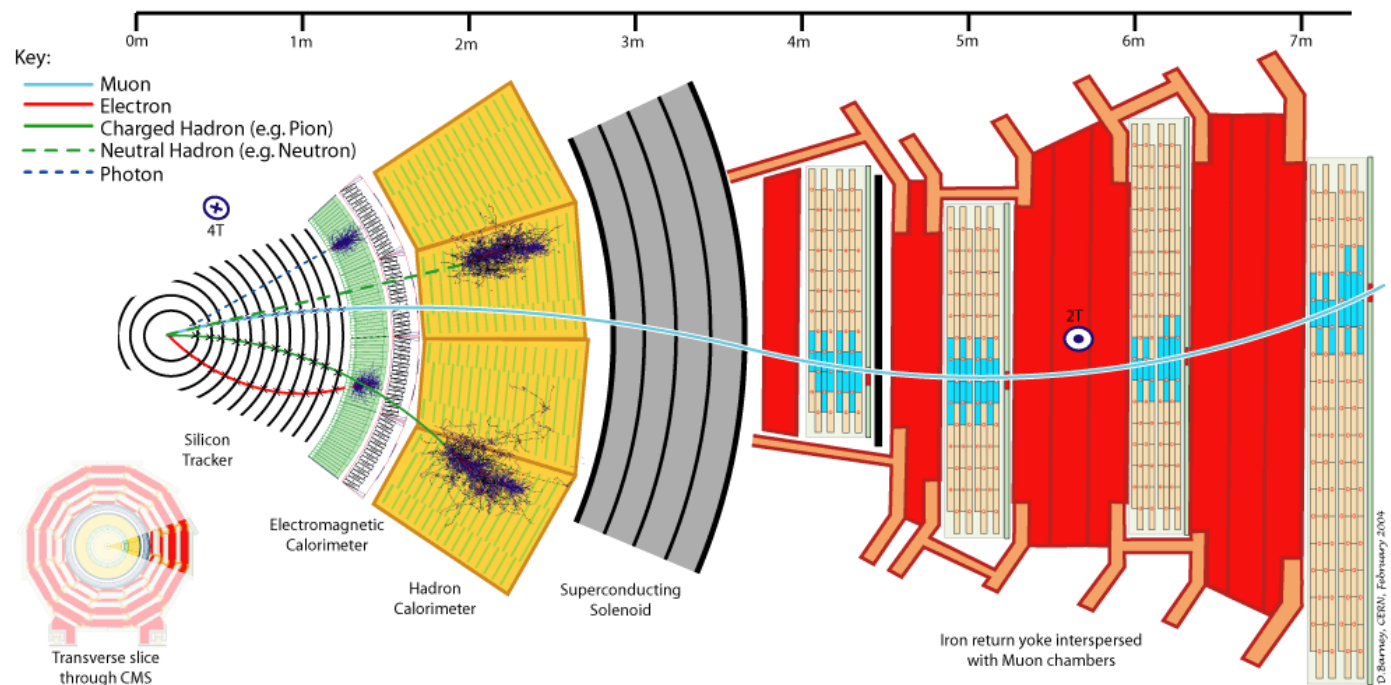 0m 1m 2m 3m 4m 5m 6m 7m
Key:
Muon
Electron
Charged Hadron (e.g. Pion)
Neutral Hadron (e.g. Neutron)
Photon
4T
2T
Silicon
Tracker
Electromagnetic
Calorimeter
Hadron
Calorimeter
Superconducting
Solenoid
Iron return yoke interspersed
with Muon chambers
Transverse slice
through CMS
D.Barney, CERN, February 2004